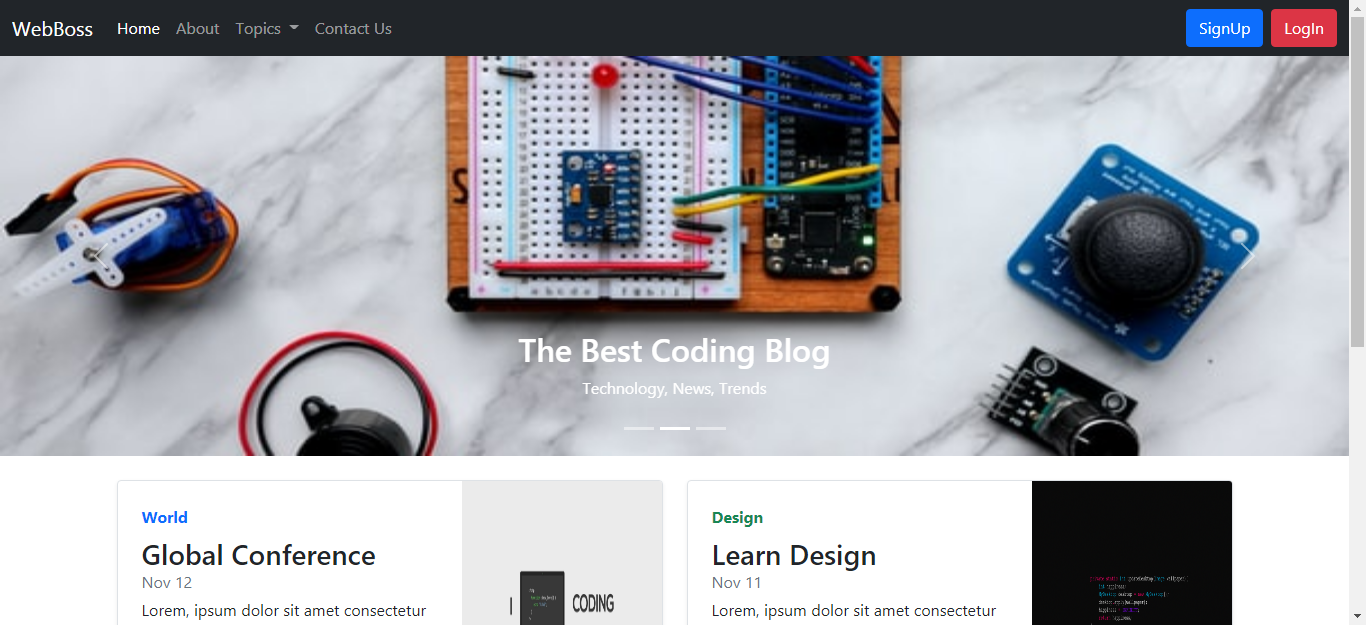 WebBoss Home About Topics Contact Us SignUp LogIn
The Best Coding Blog
Technology, News, Trends
World
Global Conference
Nov 12
Lorem, ipsum dolor sit amet consectetur
CODING
Design
Learn Design
Nov 11
Lorem, ipsum dolor sit amet consectetur